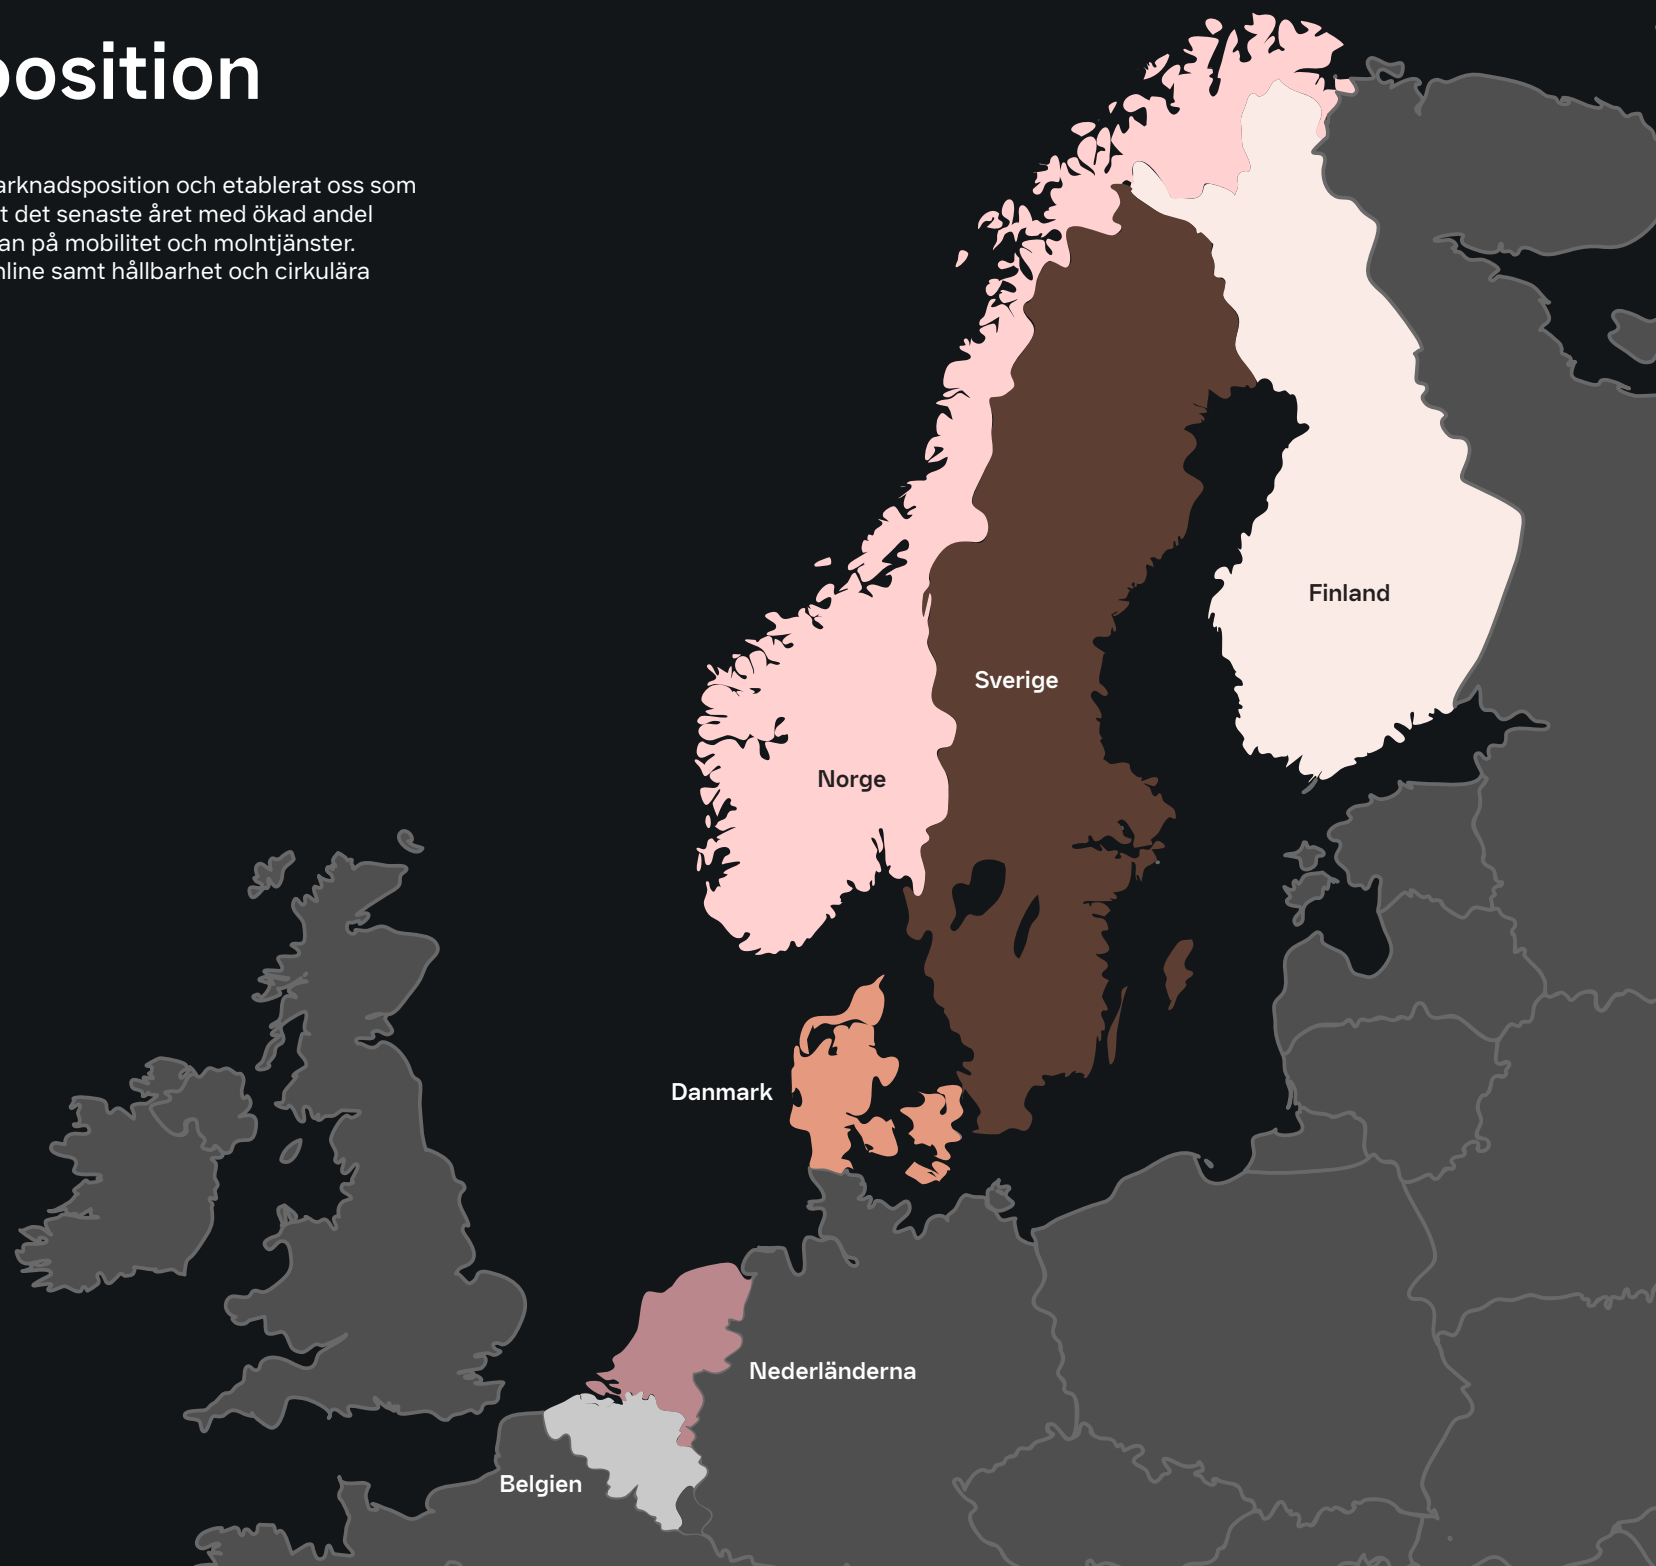 position
arknadsposition och etablerat oss som
t det senaste året med ökad andel
an på mobilitet och molntjänster.
nline samt hållbarhet och cirkulära
Finland
Sverige
Norge
Danmark
Nederländerna
Belgien